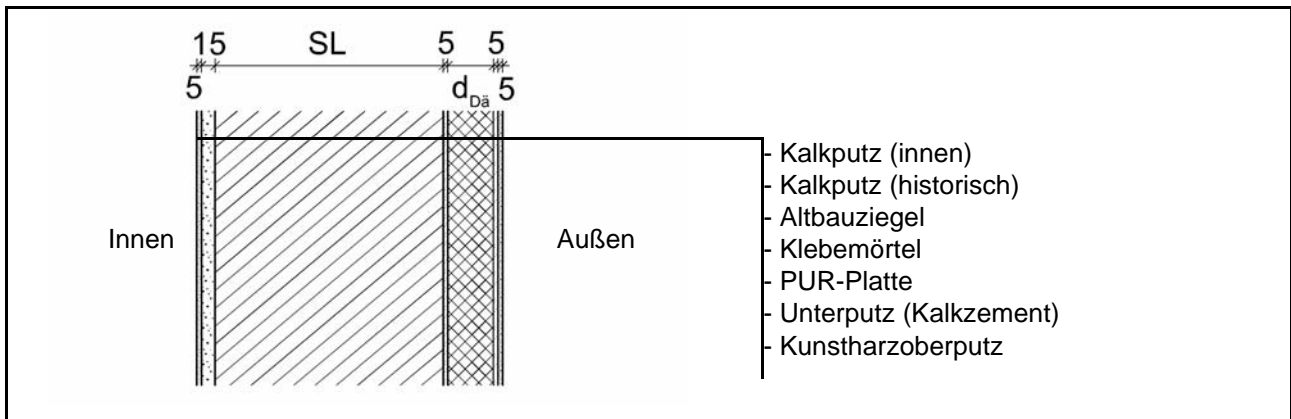 15 SL 5 5
5 d_Dä 5
- Kalkputz (innen)
- Kalkputz (historisch)
- Altbauziegel
Innen
Außen
- Klebemörtel
- PUR-Platte
- Unterputz (Kalkzement)
- Kunstharzoberputz